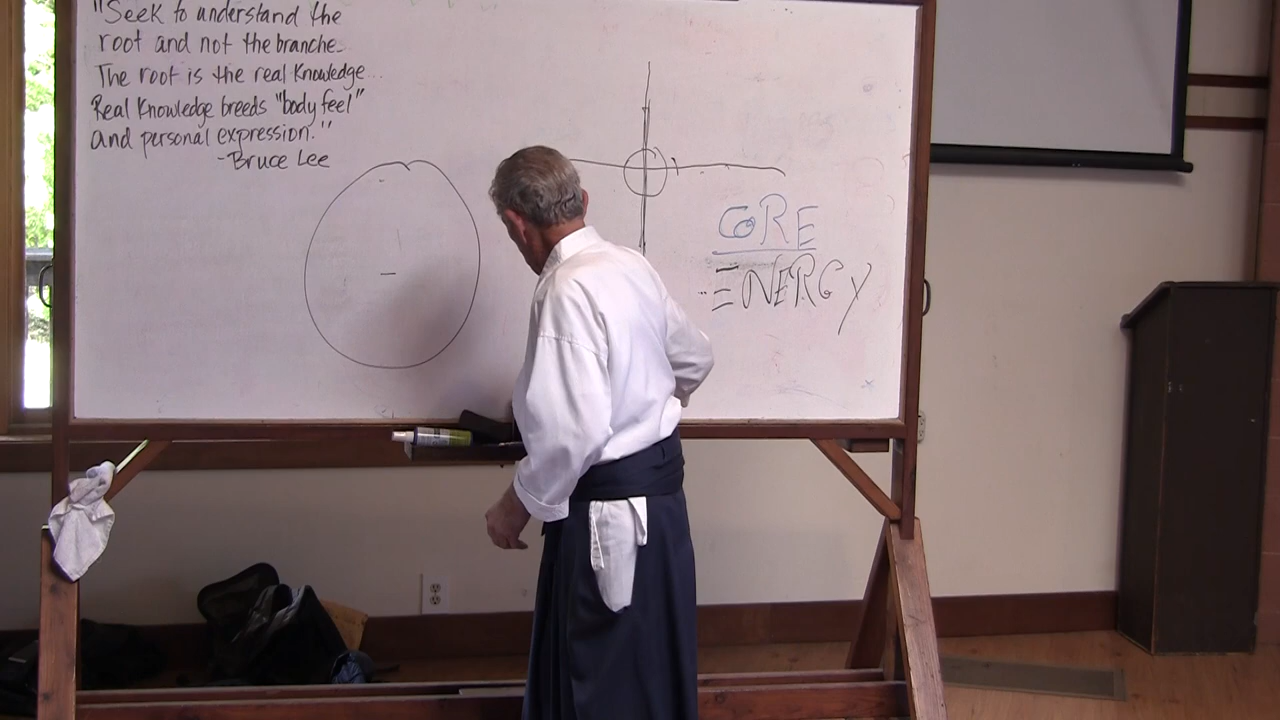 "Seek to understand the
root and not the branche
The root is the real Knowledge
Real Knowledge breeds "body feel"
and personal expression."
-Bruce Lee
CORE
ENERGY